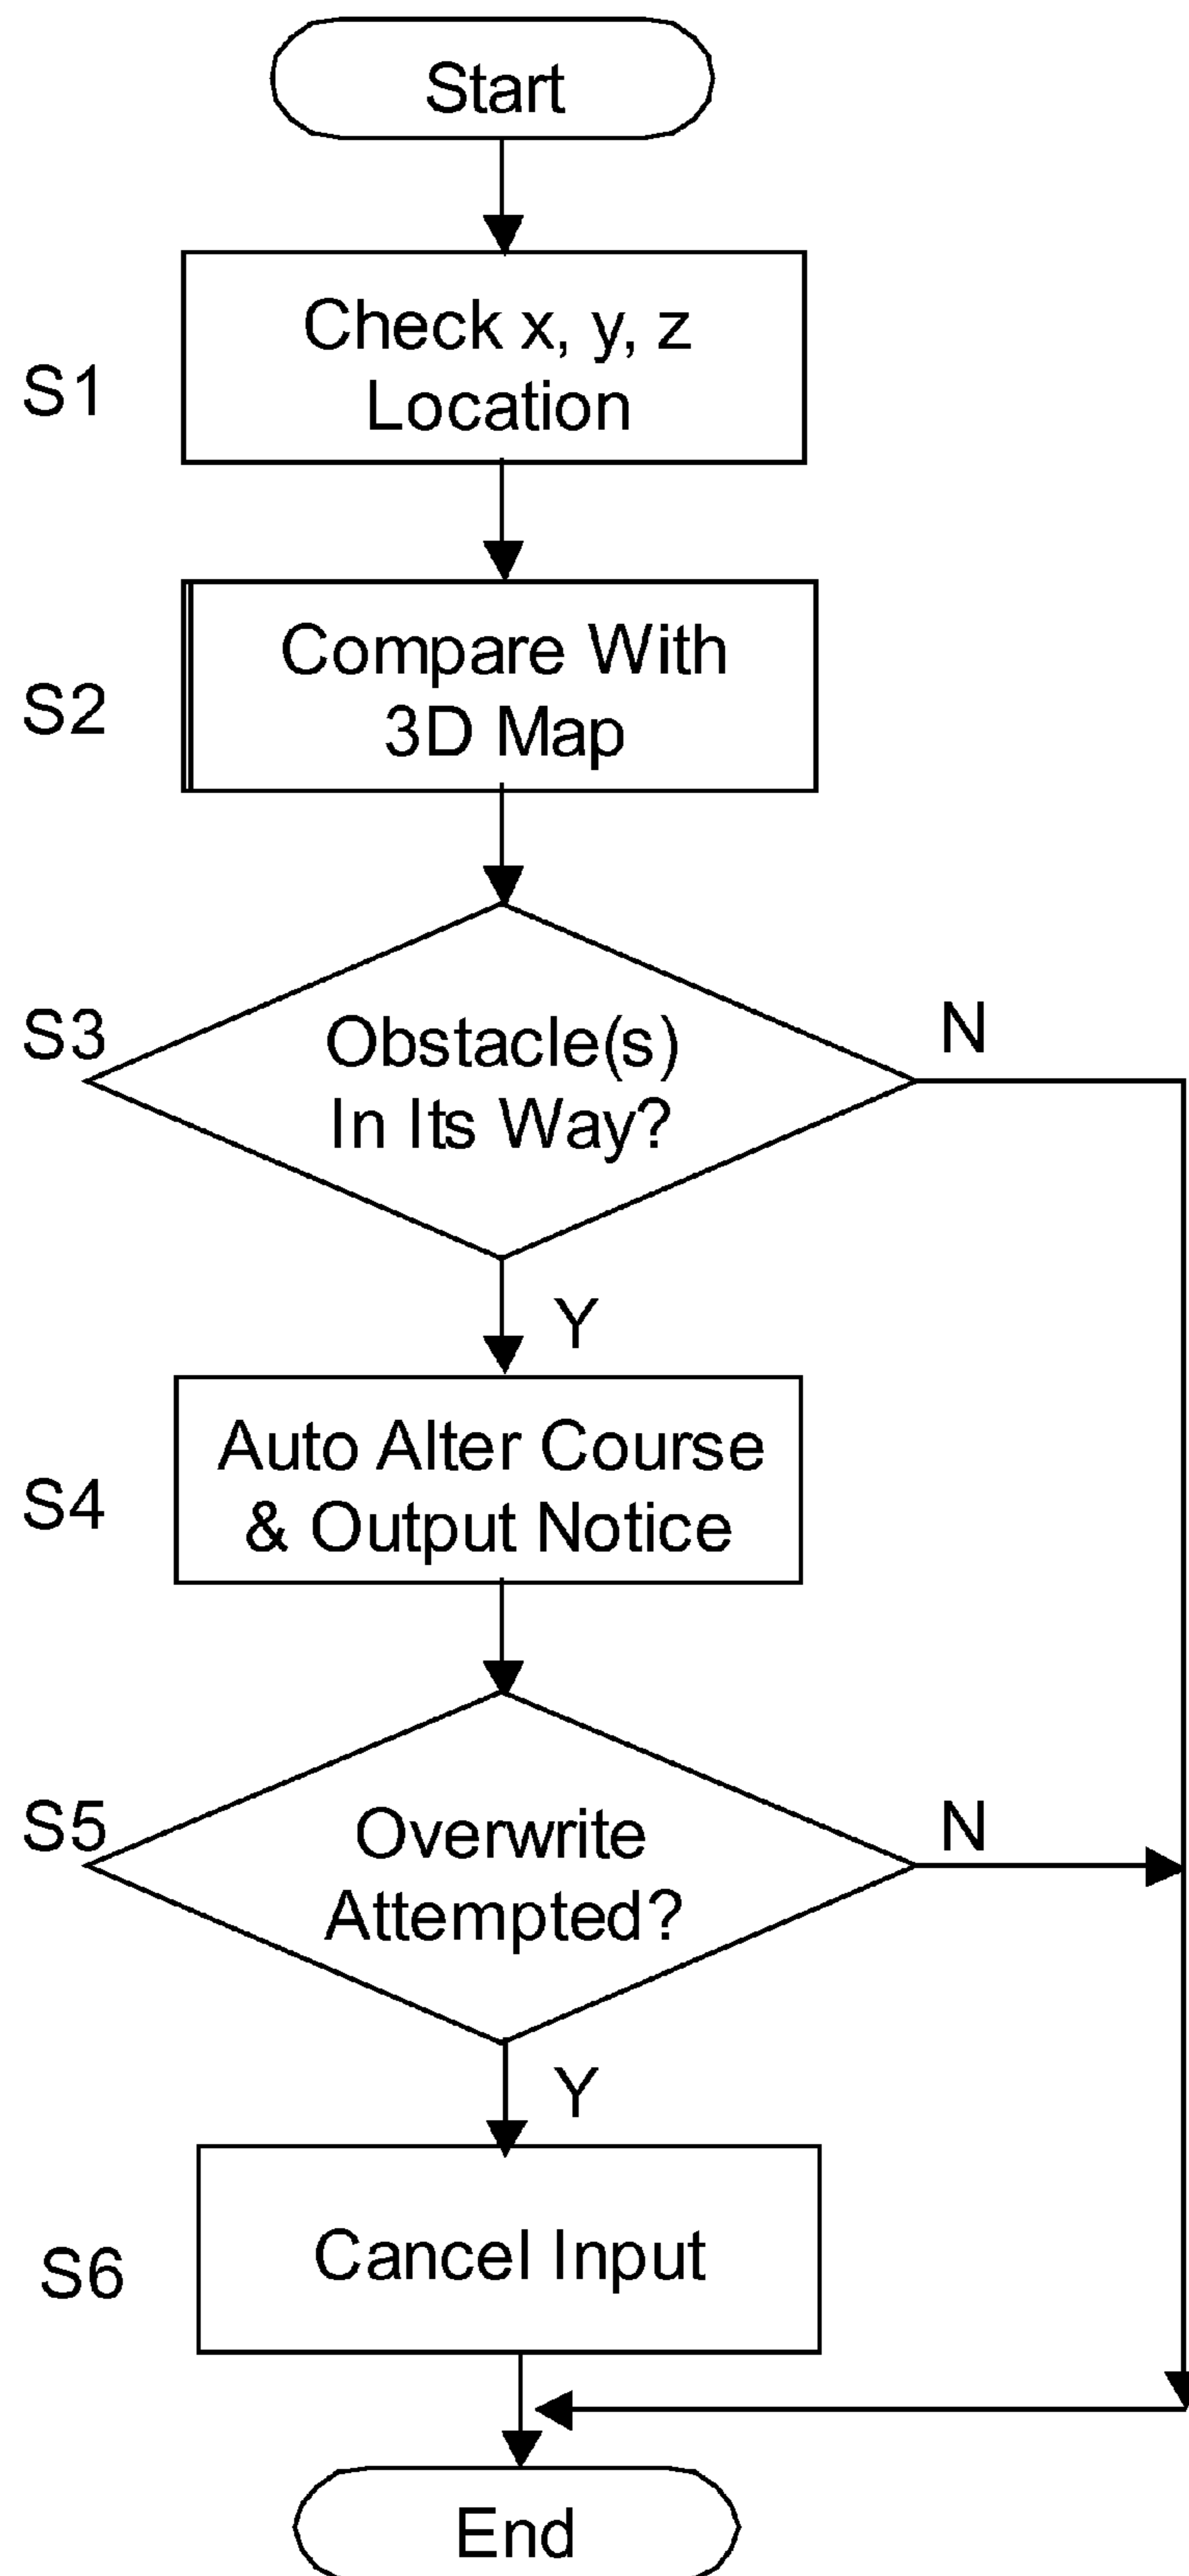 Start
S1
Check x, y, z
Location
S2
Compare With
3D Map
S3
Obstacle(s)
In Its Way?
N
Y
S4
Auto Alter Course
& Output Notice
S5
Overwrite
Attempted?
N
Y
S6
Cancel Input
End